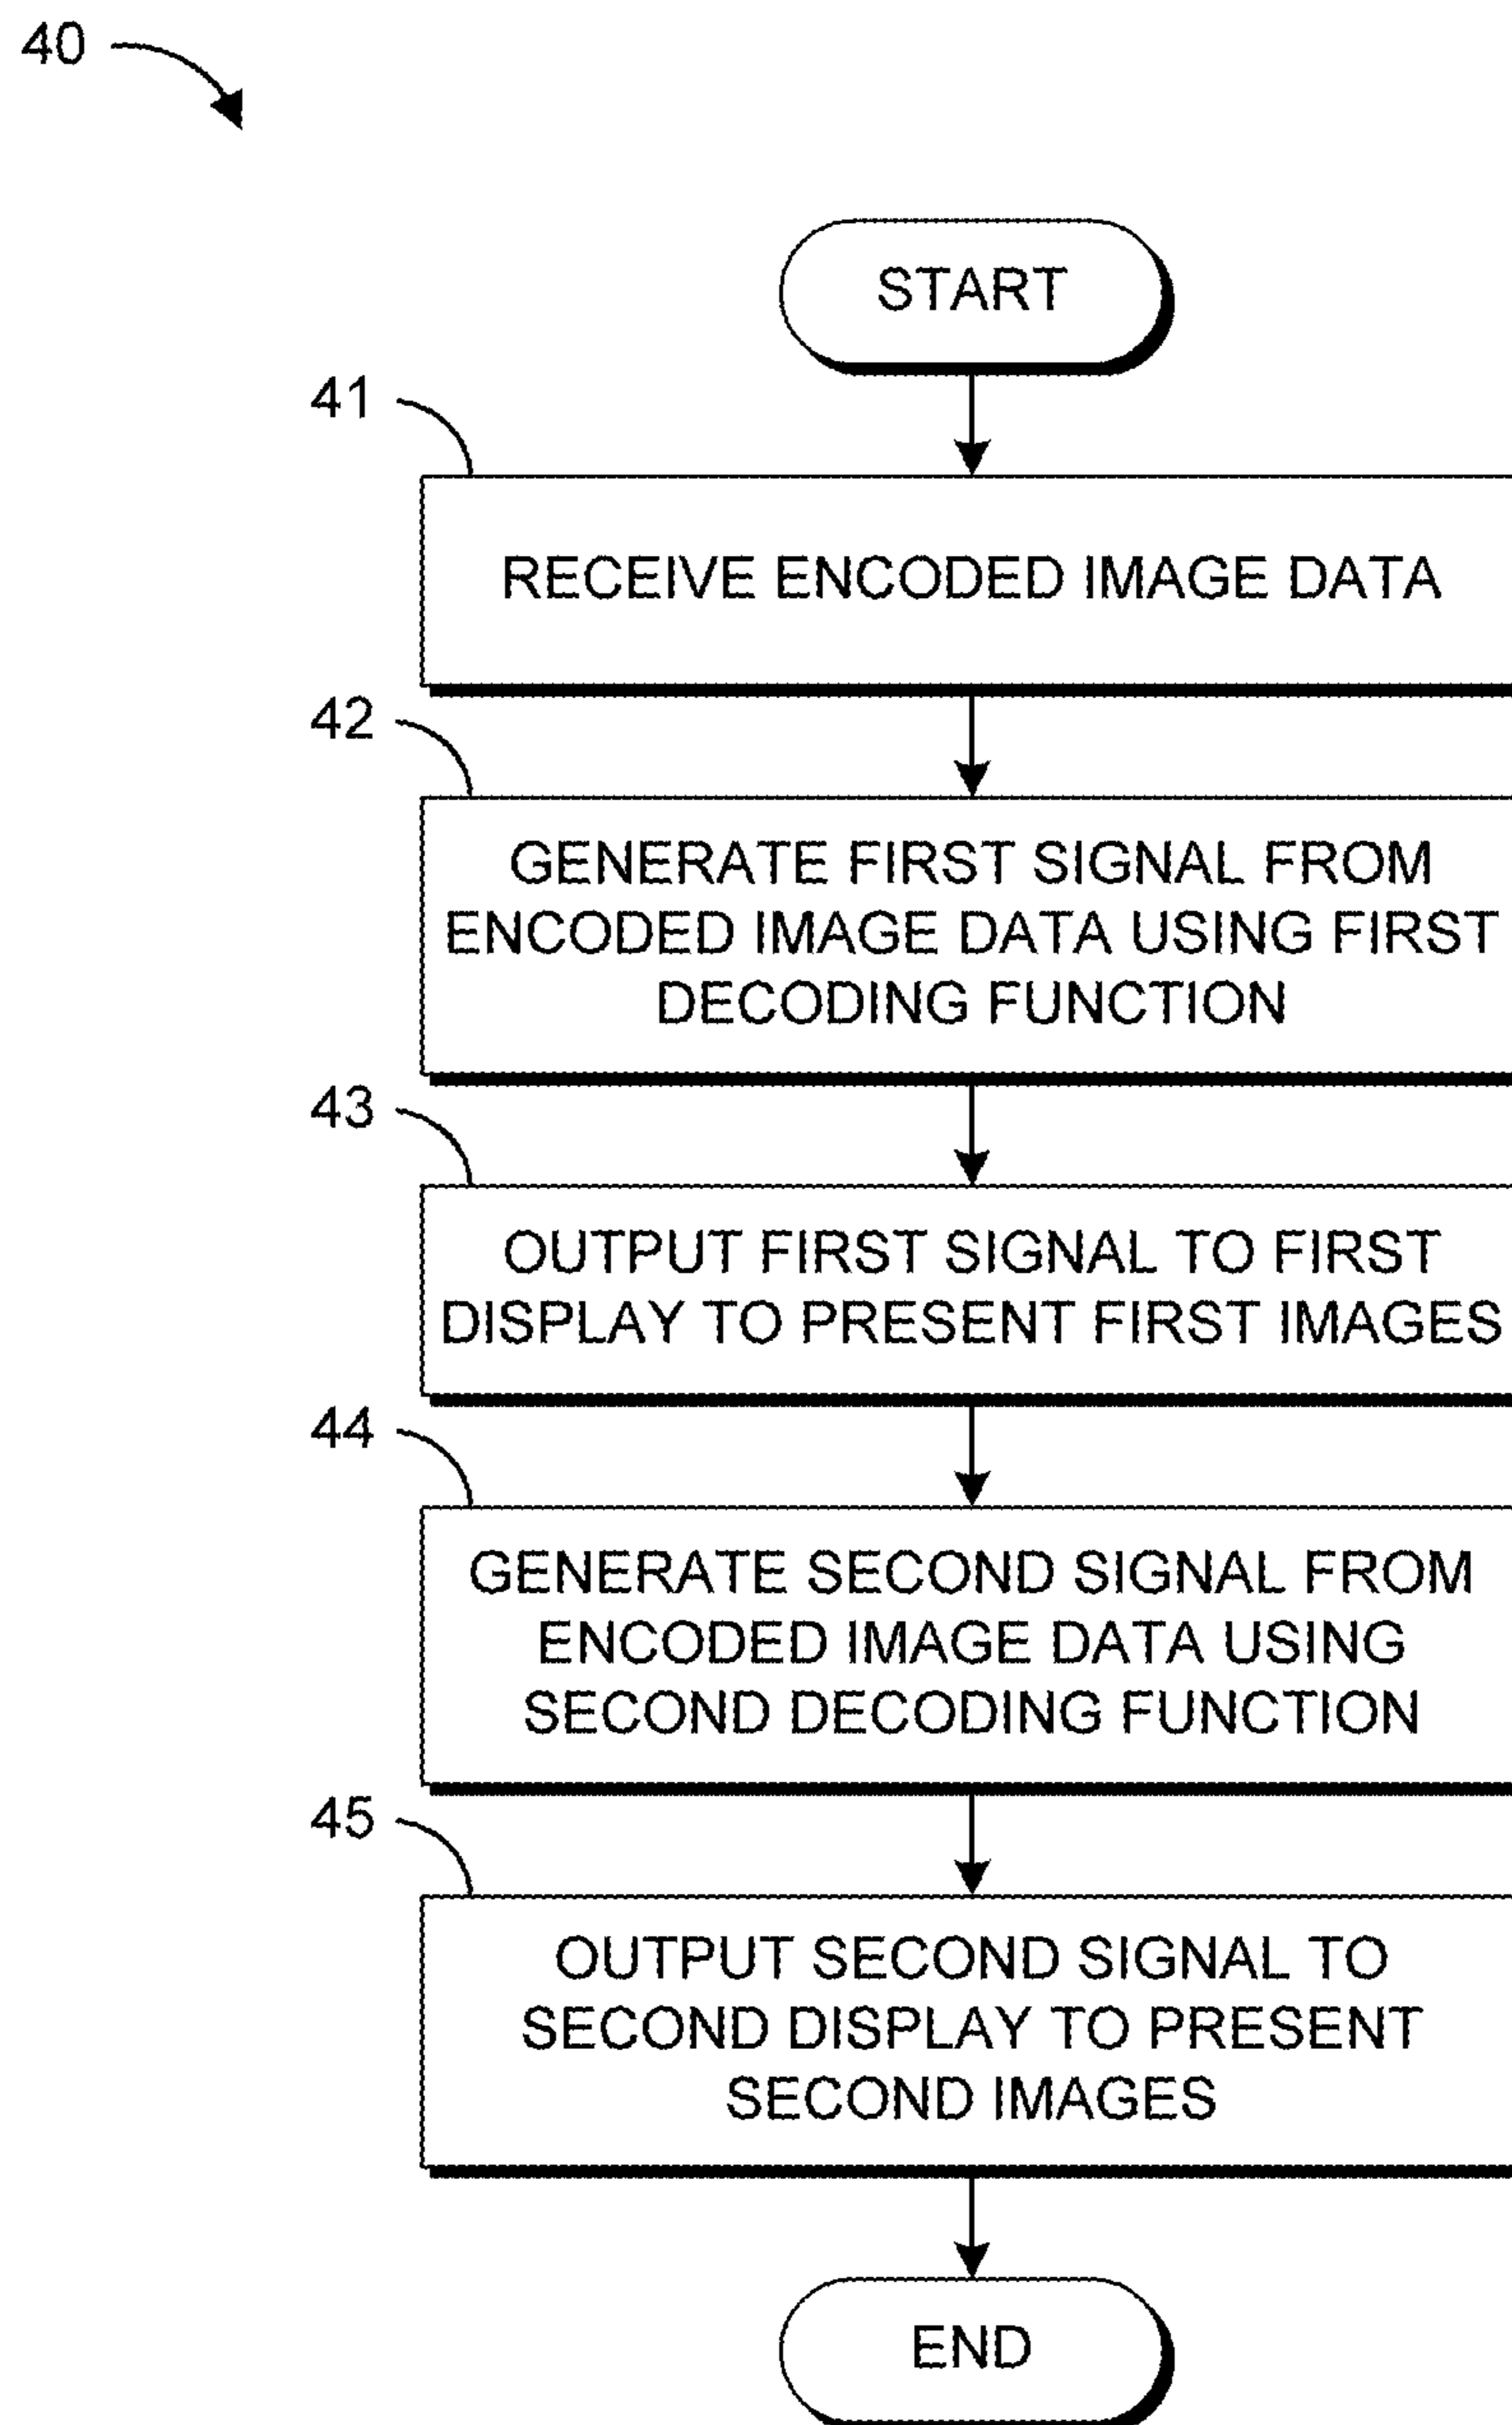 40
START
41
RECEIVE ENCODED IMAGE DATA
42
GENERATE FIRST SIGNAL FROM
ENCODED IMAGE DATA USING FIRST
DECODING FUNCTION
43
OUTPUT FIRST SIGNAL TO FIRST
DISPLAY TO PRESENT FIRST IMAGES
44
GENERATE SECOND SIGNAL FROM
ENCODED IMAGE DATA USING
SECOND DECODING FUNCTION
45
OUTPUT SECOND SIGNAL TO
SECOND DISPLAY TO PRESENT
SECOND IMAGES
END